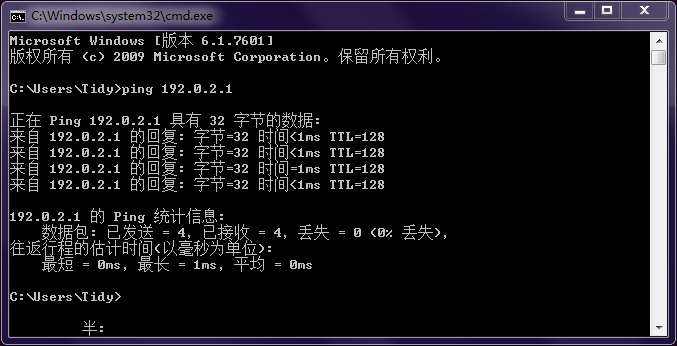 C:\Windows\system32\cmd.exe
Microsoft Windows [版本 6.1.7601]
版权所有 (c) 2009 Microsoft Corporation。保留所有权利。
C:\Users\Tidy>ping 192.0.2.1
正在 Ping 192.0.2.1 具有 32 字节的数据:
来自 192.0.2.1 的回复: 字节=32 时间<1ms TTL=128
来自 192.0.2.1 的回复: 字节=32 时间<1ms TTL=128
来自 192.0.2.1 的回复: 字节=32 时间=1ms TTL=128
来自 192.0.2.1 的回复: 字节=32 时间<1ms TTL=128
192.0.2.1 的 Ping 统计信息:
数据包: 已发送 = 4, 已接收 = 4, 丢失 = 0 (0% 丢失),
往返行程的估计时间(以毫秒为单位):
最短 = 0ms, 最长 = 1ms, 平均 = 0ms
C:\Users\Tidy>
半: